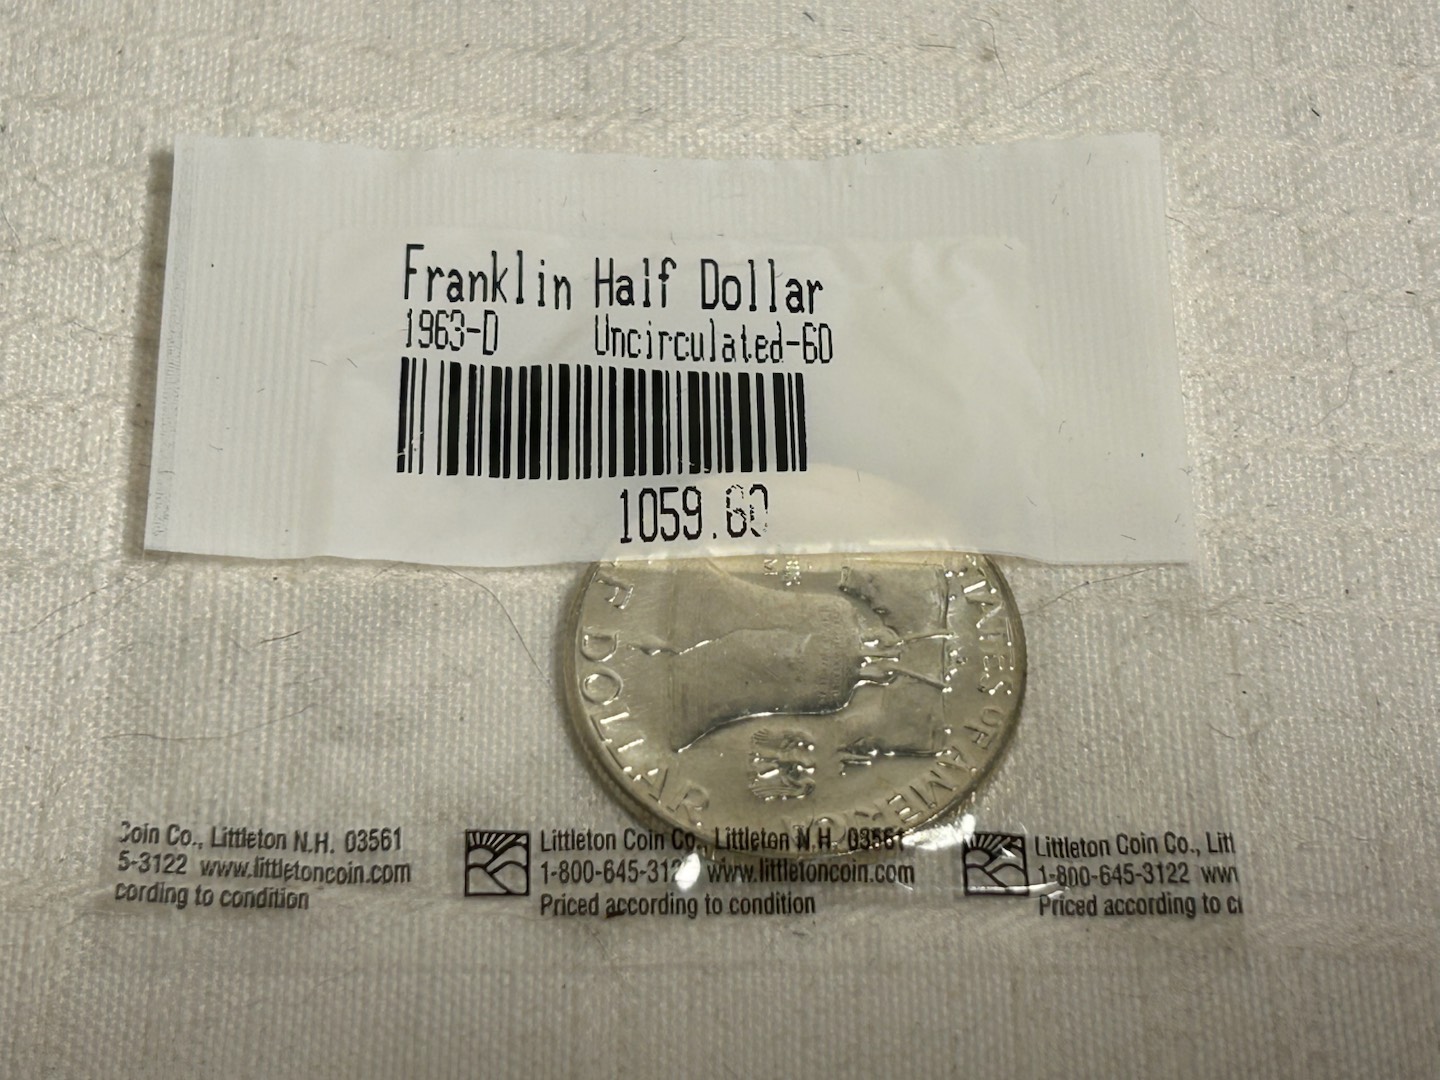 Franklin Half Dollar
1963-D Uncirculated-60
1059.60
STATES OF AMERICA
F DOLLAR
Coin Co., Littleton N.H. 03561
5-3122 www.littletoncoin.com
cording to condition
Littleton Coin Co., Littleton N.H. 03561
1-800-645-312 www.littletoncoin.com
Priced according to condition
Littleton Coin Co., Litt
1-800-645-3122 www
Priced according to c